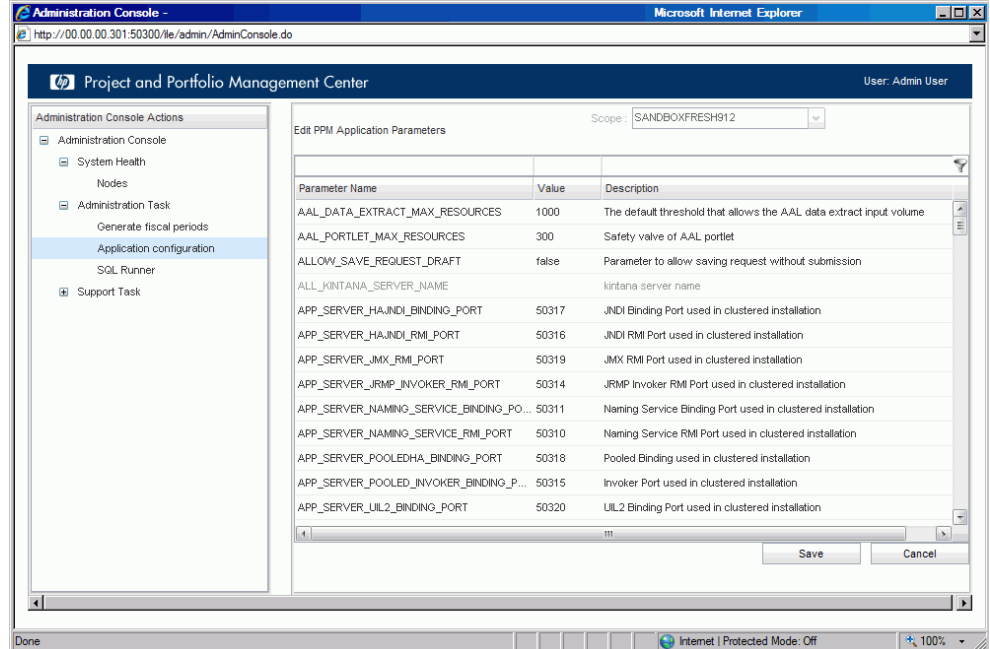 Administration Console - Microsoft Internet Explorer
http://00.00.00.301:50300/itle/admin/AdminConsole.do
hp Project and Portfolio Management Center User: Admin User
Administration Console Actions
Administration Console
System Health
Nodes
Administration Task
Generate fiscal periods
Application configuration
SQL Runner
Support Task
Scope : SANDBOXFRESH912
Edit PPM Application Parameters
Parameter Name Value Description
AAL_DATA_EXTRACT_MAX_RESOURCES 1000 The default threshold that allows the AAL data extract input volume
AAL_PORTLET_MAX_RESOURCES 300 Safety valve of AAL portlet
ALLOW_SAVE_REQUEST_DRAFT false Parameter to allow saving request without submission
ALL_KINTANA_SERVER_NAME kintana server name
APP_SERVER_HAJNDI_BINDING_PORT 50317 JNDI Binding Port used in clustered installation
APP_SERVER_HAJNDI_RMI_PORT 50316 JNDI RMI Port used in clustered installation
APP_SERVER_JMX_RMI_PORT 50319 JMX RMI Port used in clustered installation
APP_SERVER_JRMP_INVOKER_RMI_PORT 50314 JRMP Invoker RMI Port used in clustered installation
APP_SERVER_NAMING_SERVICE_BINDING_PO... 50311 Naming Service Binding Port used in clustered installation
APP_SERVER_NAMING_SERVICE_RMI_PORT 50310 Naming Service RMI Port used in clustered installation
APP_SERVER_POOLEDHA_BINDING_PORT 50318 Pooled Binding used in clustered installation
APP_SERVER_POOLED_INVOKER_BINDING_P... 50315 Invoker Port used in clustered installation
APP_SERVER_UIL2_BINDING_PORT 50320 UIL2 Binding Port used in clustered installation
Save Cancel
Done Internet | Protected Mode: Off 100%